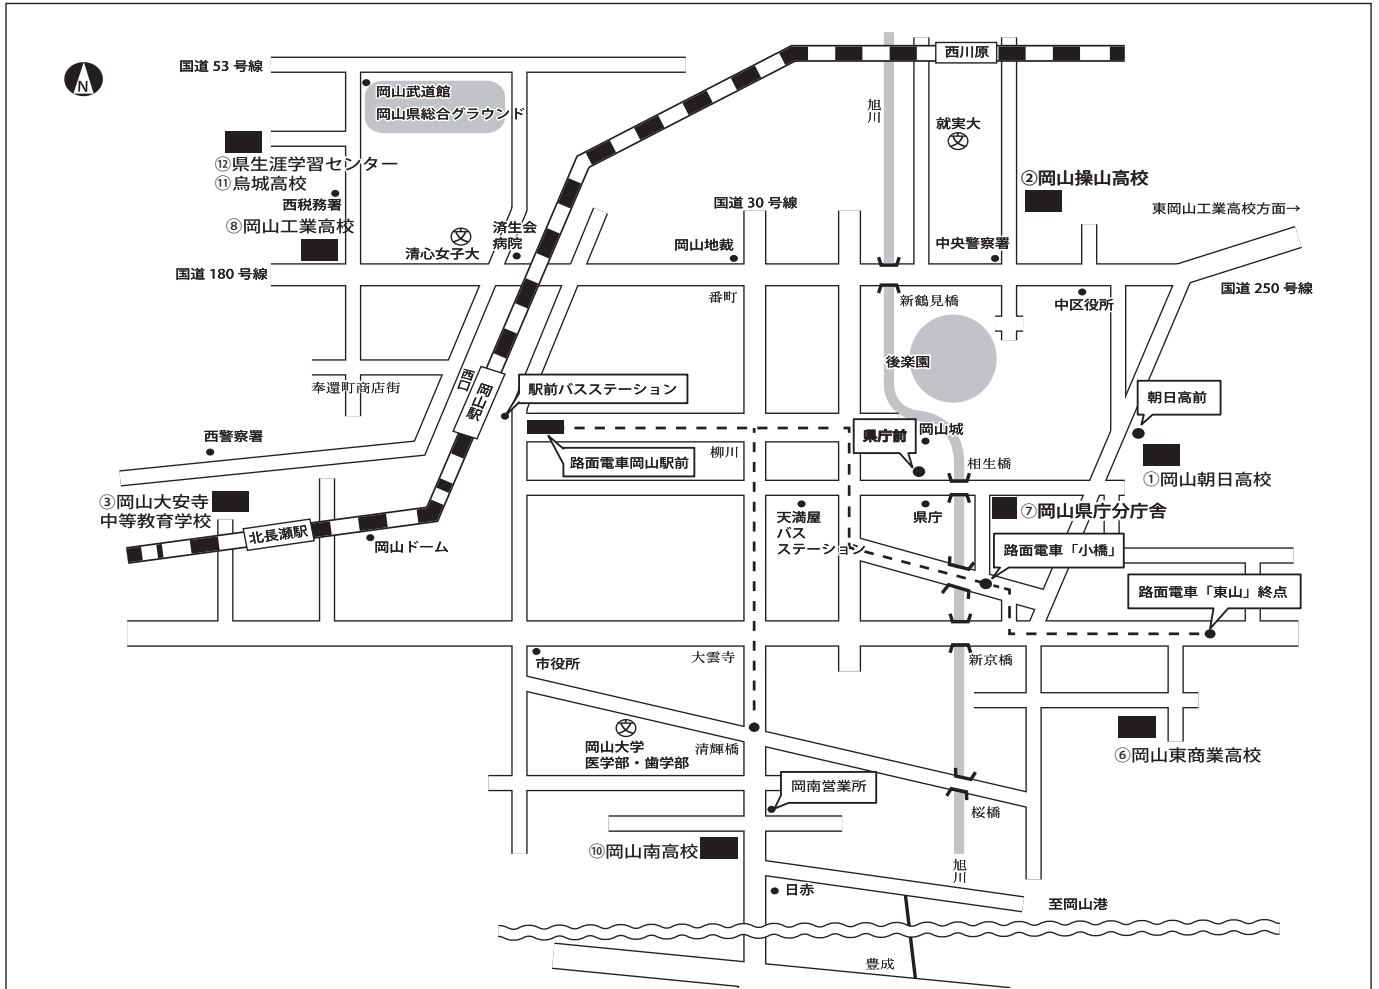 西川原
国道 53 号線
N
岡山武道館
岡山県総合グラウンド
旭川
就実大
文
⑫県生涯学習センター
⑪烏城高校
西税務署
②岡山操山高校
国道 30 号線
東岡山工業高校方面→
⑧岡山工業高校
文
清心女子大
済生会
病院
岡山地裁
中央警察署
国道 180 号線
番町
新鶴見橋
中区役所
国道 250 号線
後楽園
奉還町商店街
西口
岡山駅
駅前バスステーション
朝日高前
西警察署
柳川
県庁前
岡山城
路面電車岡山駅前
相生橋
①岡山朝日高校
③岡山大安寺
中等教育学校
天満屋
バス
ステーション
県庁
⑦岡山県庁分庁舎
北長瀬駅
岡山ドーム
路面電車「小橋」
路面電車「東山」終点
市役所
大雲寺
新京橋
文
岡山大学
医学部・歯学部
清輝橋
⑥岡山東商業高校
岡南営業所
桜橋
⑩岡山南高校
旭川
日赤
至岡山港
豊成